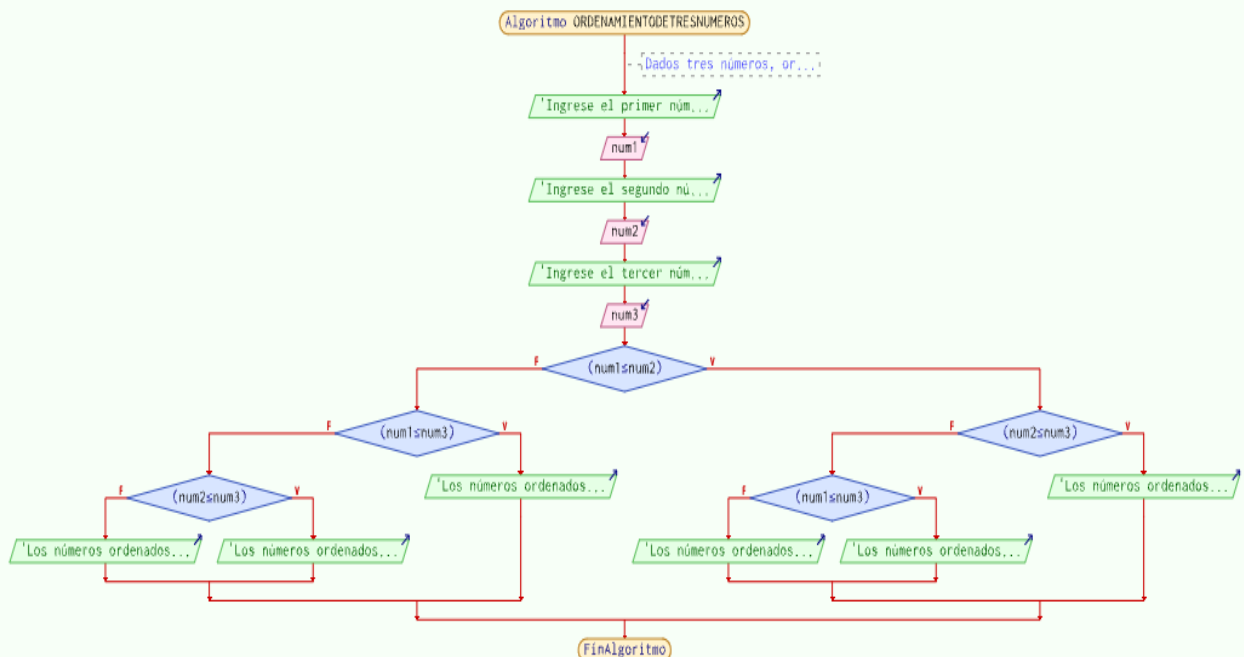 Algoritmo ORDENAMIENTODETRESNUMEROS
Dados tres números, or...
'Ingrese el primer núm...
num1
'Ingrese el segundo nú...
num2
'Ingrese el tercer núm...
num3
F
(num1≤num2)
V
F
(num1≤num3)
V
F
(num2≤num3)
V
F
(num2≤num3)
V
'Los números ordenados...
F
(num1≤num3)
V
'Los números ordenados...
'Los números ordenados...
'Los números ordenados...
'Los números ordenados...
'Los números ordenados...
FinAlgoritmo